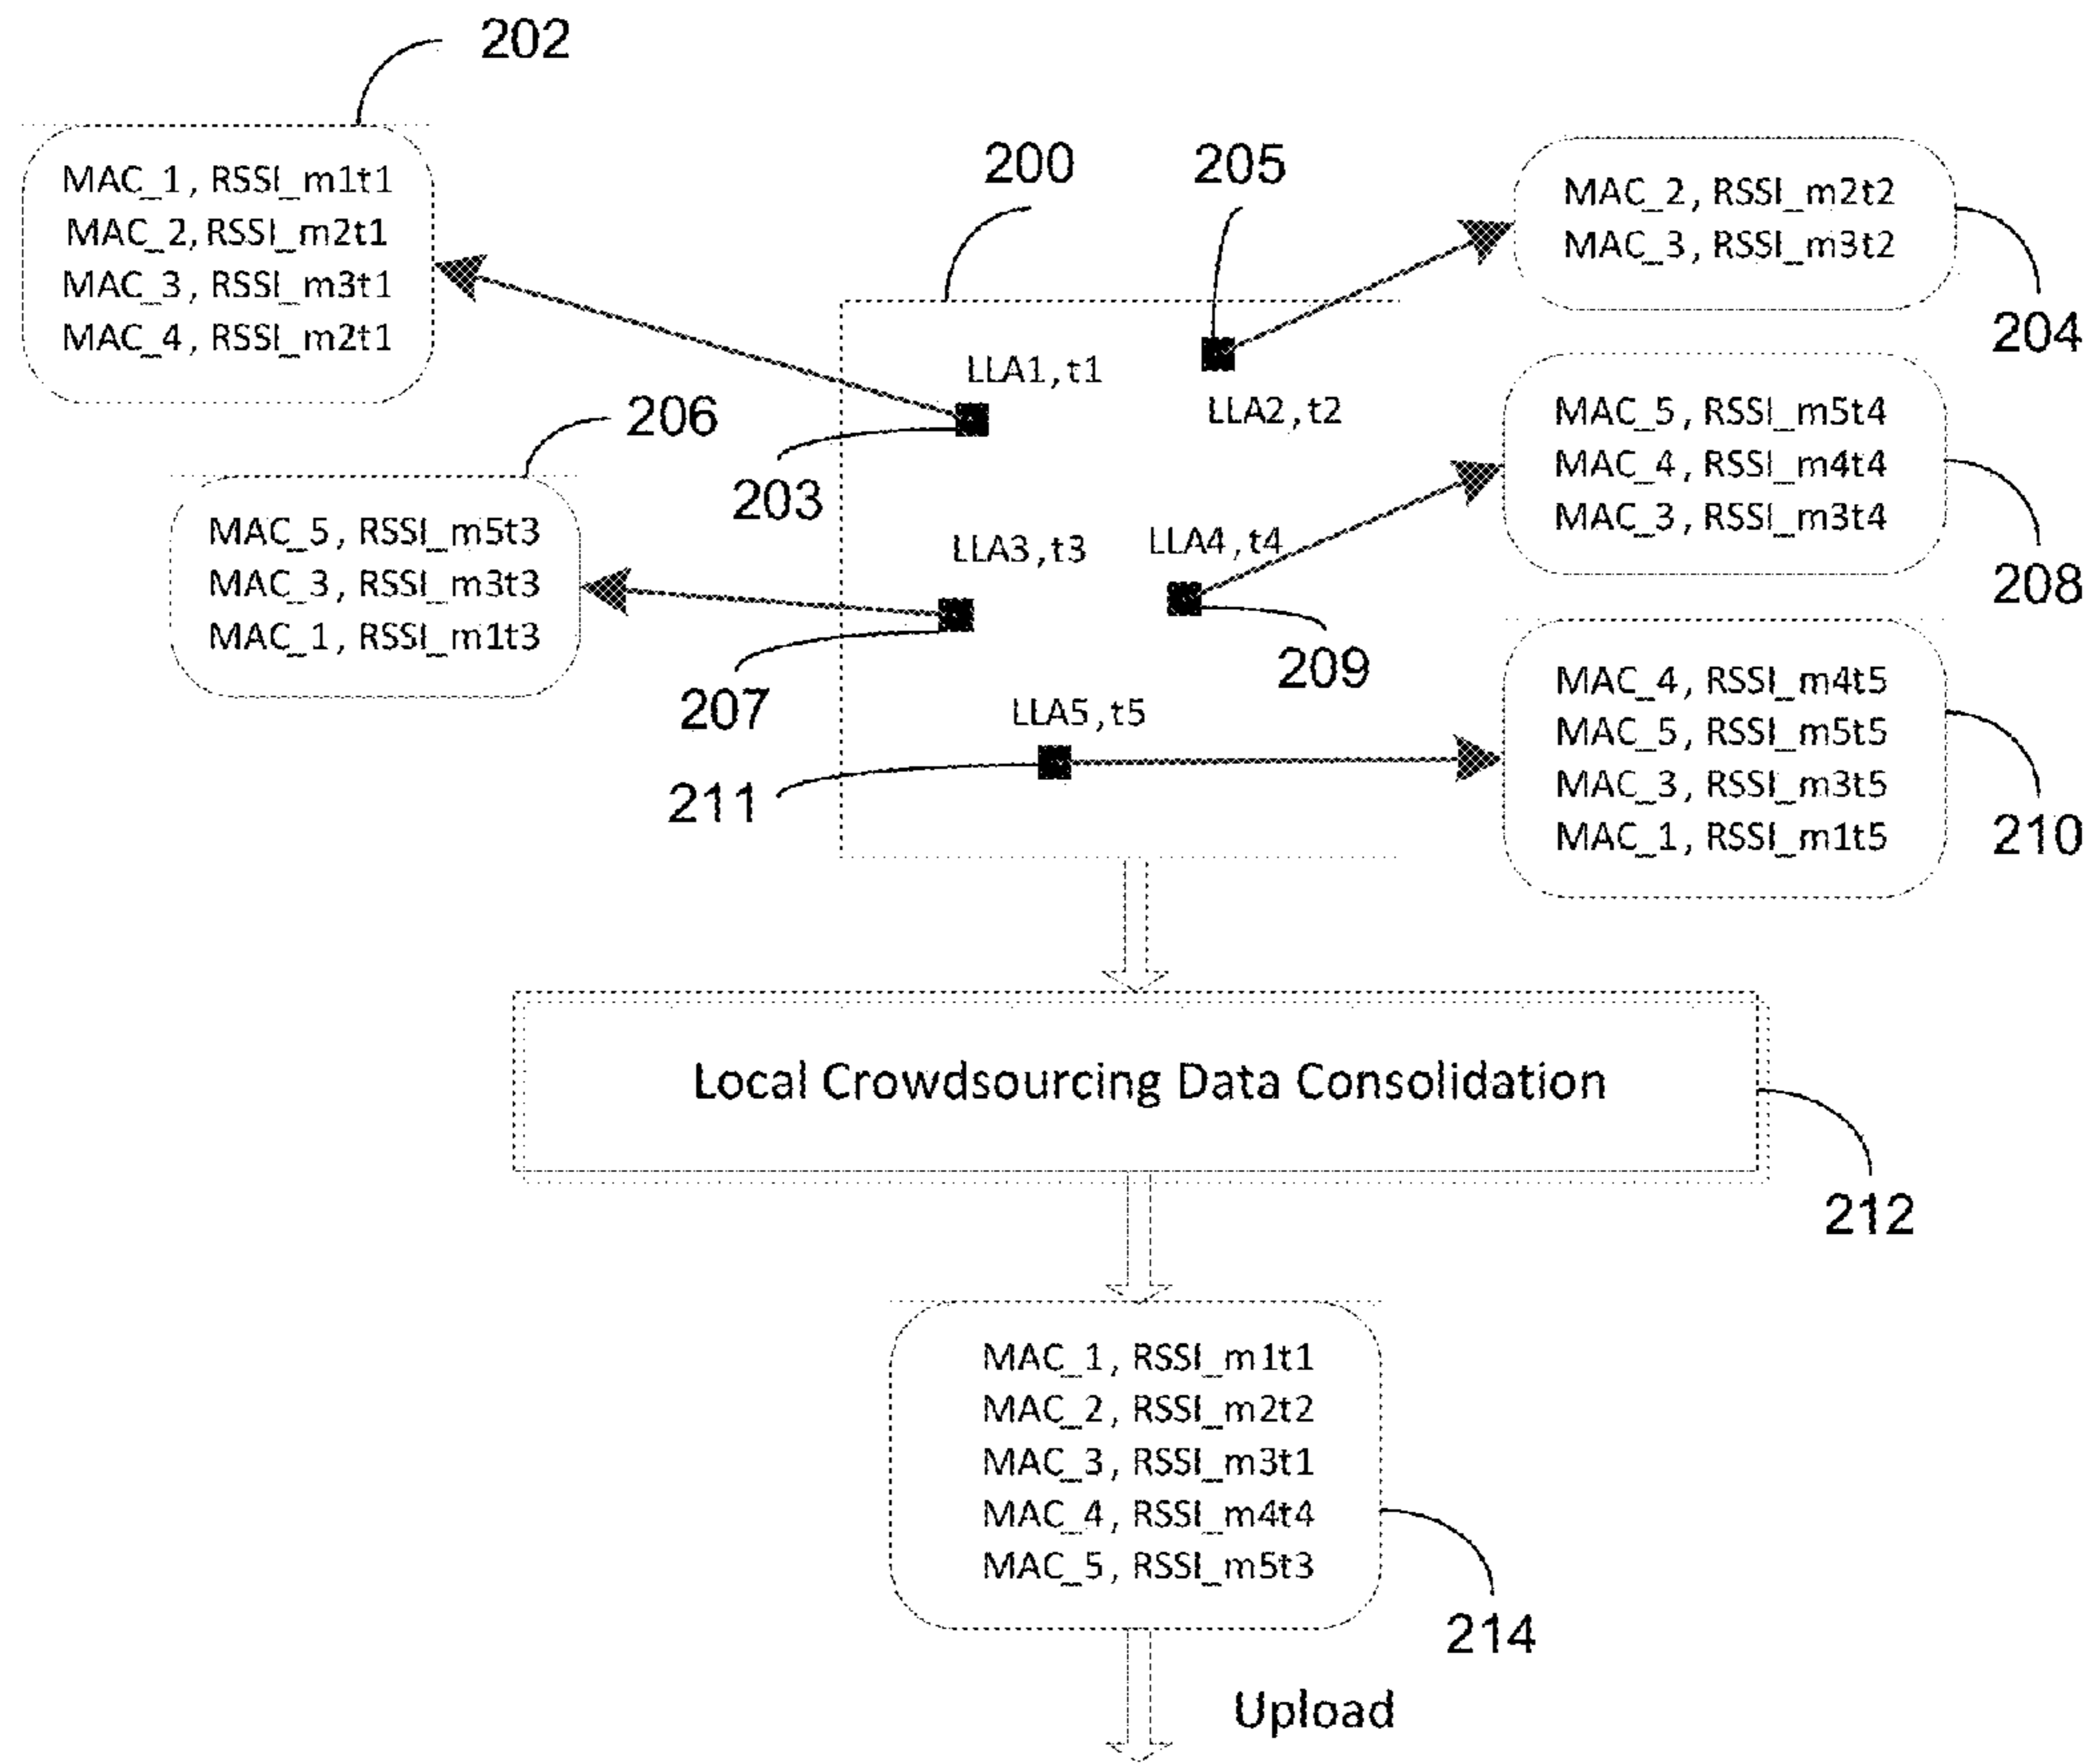 202
MAC_1, RSSI_m1t1
MAC_2, RSSI_m2t1
MAC_3, RSSI_m3t1
MAC_4, RSSI_m2t1
200
205
MAC_2, RSSI_m2t2
MAC_3, RSSI_m3t2
204
LLA1, t1
LLA2, t2
203
206
MAC_5, RSSI_m5t3
MAC_3, RSSI_m3t3
MAC_1, RSSI_m1t3
LLA3, t3
207
LLA4, t4
209
MAC_5, RSSI_m5t4
MAC_4, RSSI_m4t4
MAC_3, RSSI_m3t4
208
LLA5, t5
211
MAC_4, RSSI_m4t5
MAC_5, RSSI_m5t5
MAC_3, RSSI_m3t5
MAC_1, RSSI_m1t5
210
Local Crowdsourcing Data Consolidation
212
MAC_1, RSSI_m1t1
MAC_2, RSSI_m2t2
MAC_3, RSSI_m3t1
MAC_4, RSSI_m4t4
MAC_5, RSSI_m5t3
214
Upload